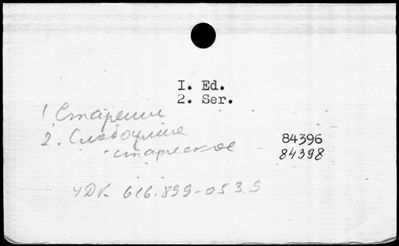 I. Ed.
2. Ser.
1. Старение
2. Слабоумие
- старческое
84396
84398
УДК 616.899-053.9